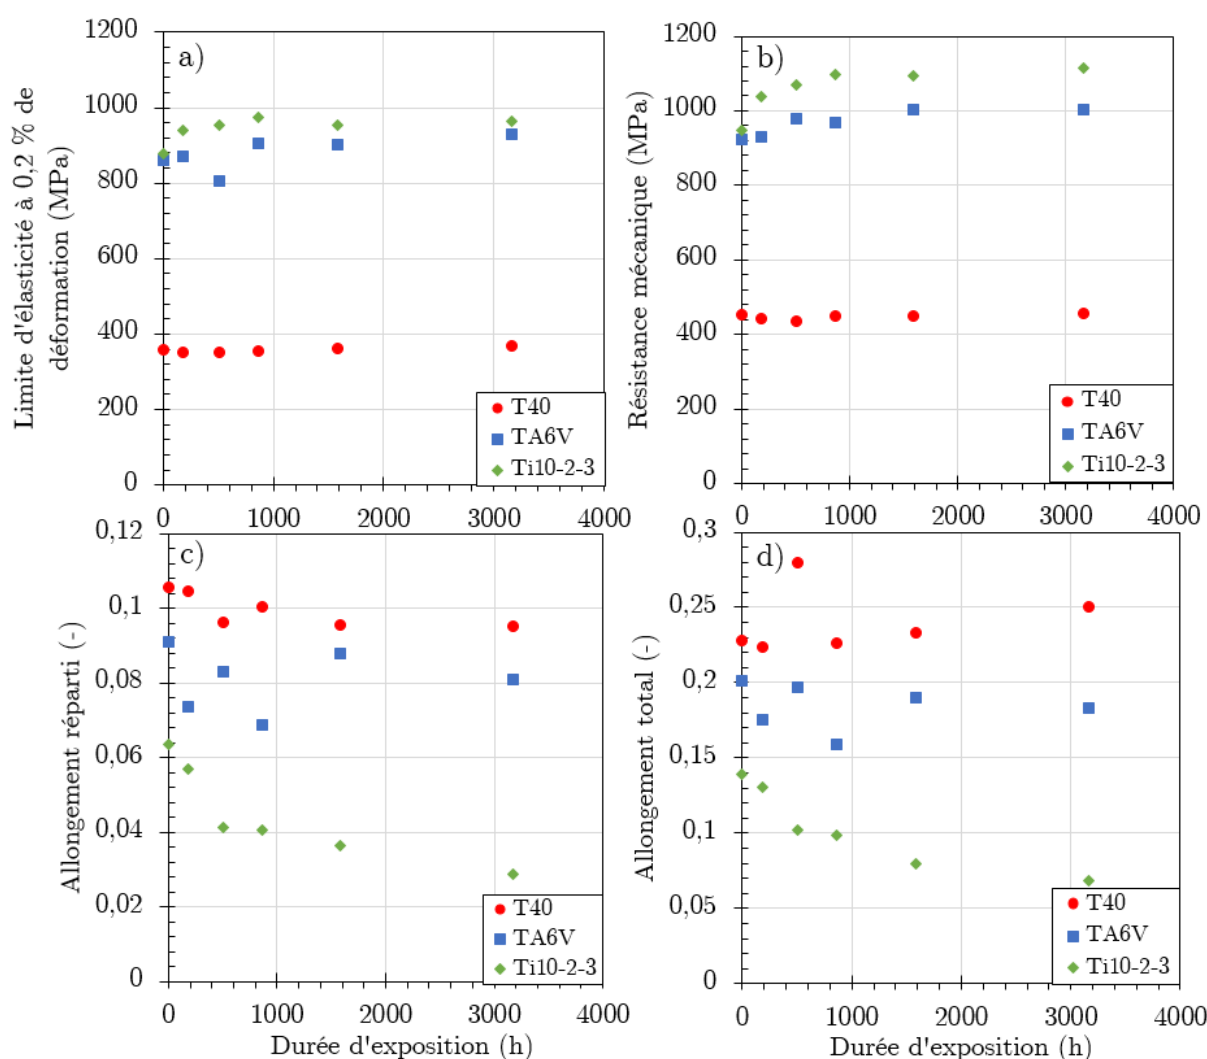 a)
Limite d'élasticité à 0,2 % de
déformation (MPa)
1200
1000
800
600
400
200
0
0 1000 2000 3000 4000
T40
TA6V
Ti10-2-3
b)
Résistance mécanique (MPa)
1200
1000
800
600
400
200
0
0 1000 2000 3000 4000
T40
TA6V
Ti10-2-3
c)
Allongement réparti (-)
0,12
0,1
0,08
0,06
0,04
0,02
0
0 1000 2000 3000 4000
Durée d'exposition (h)
T40
TA6V
Ti10-2-3
d)
Allongement total (-)
0,3
0,25
0,2
0,15
0,1
0,05
0
0 1000 2000 3000 4000
Durée d'exposition (h)
T40
TA6V
Ti10-2-3